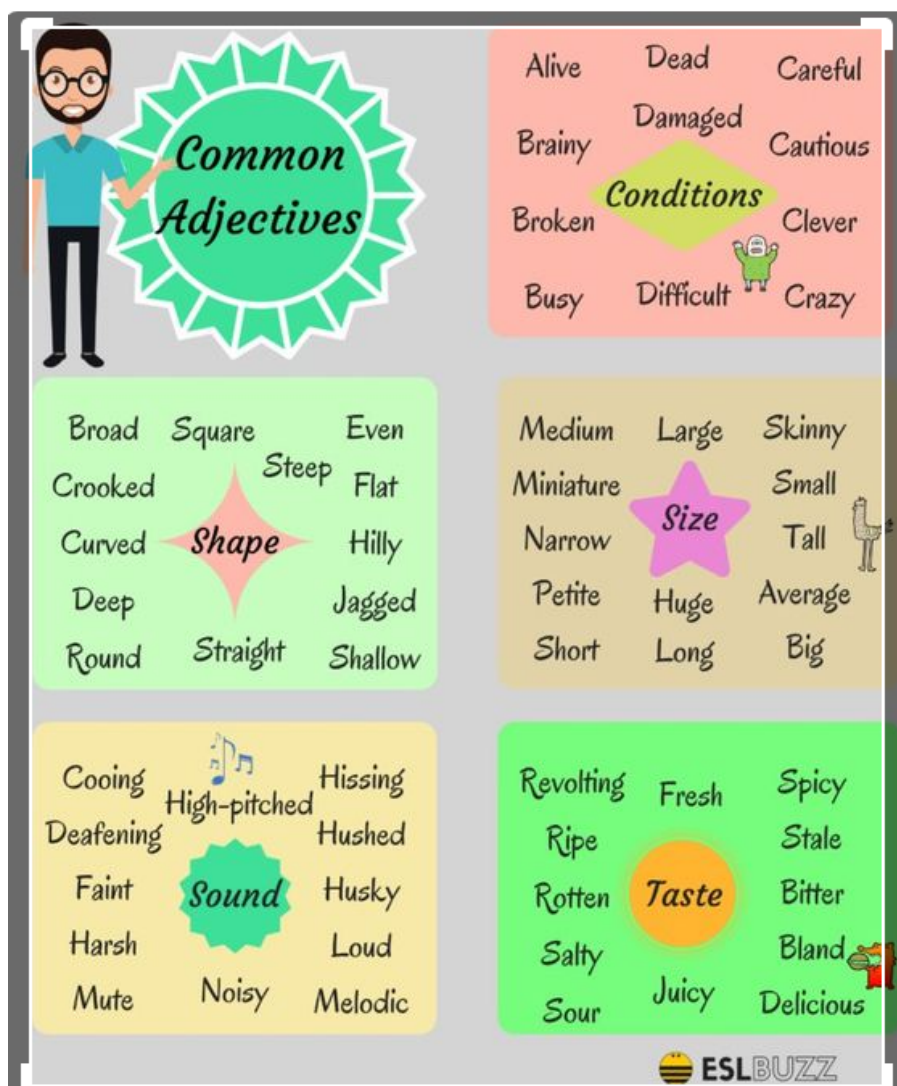 Common
Adjectives
Alive Dead Careful
Damaged
Brainy Cautious
Conditions
Broken Clever
Busy Difficult Crazy
Broad Square Even
Steep
Crooked Flat
Curved Shape Hilly
Deep Jagged
Round Straight Shallow
Medium Large Skinny
Miniature Small
Size
Narrow Tall
Petite Huge Average
Short Long Big
Cooing Hissing
High-pitched
Deafening Hushed
Faint Sound Husky
Harsh Loud
Mute Noisy Melodic
Revolting Fresh Spicy
Ripe Stale
Rotten Taste Bitter
Salty Bland
Sour Juicy Delicious
ESLBUZZ